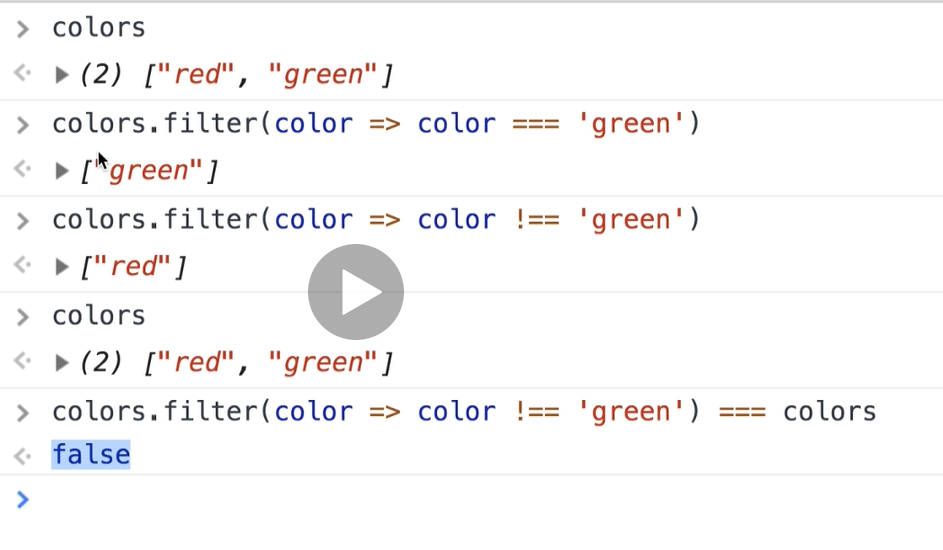 colors
(2) ["red", "green"]
colors.filter(color => color === 'green')
["green"]
colors.filter(color => color !== 'green')
["red"]
colors
(2) ["red", "green"]
colors.filter(color => color !== 'green') === colors
false